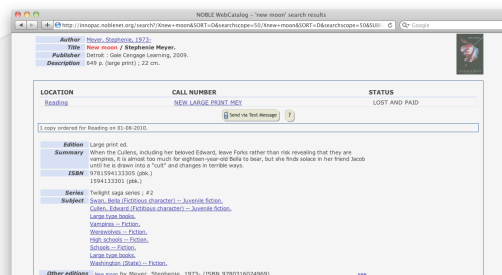 NOBLE WebCatalog – 'new moon' search results
http://innopac.noblenet.org/search?/Xnew+moon&SORT=D&searchscope=50/Xnew+moon&SORT=D&searchscope=50&SUB
Google
Author Meyer, Stephenie, 1973-
Title New moon / Stephenie Meyer.
Publisher Detroit : Gale Cengage Learning, 2009.
Description 649 p. (large print) ; 22 cm.
LOCATION CALL NUMBER STATUS
Reading NEW LARGE PRINT MEY LOST AND PAID
Send via Text Message ?
1 copy ordered for Reading on 01-08-2010.
Edition Large print ed.
Summary When the Cullens, including her beloved Edward, leave Forks rather than risk revealing that they are
vampires, it is almost too much for eighteen-year-old Bella to bear, but she finds solace in her friend Jacob
until he is drawn into a "cult" and changes in terrible ways.
ISBN 9781594133305 (pbk.)
1594133301 (pbk.)
Series Twilight saga series ; #2
Subject Swan, Bella (Fictitious character) -- Juvenile fiction.
Cullen, Edward (Fictitious character) -- Juvenile fiction.
Large type books.
Vampires -- Fiction.
Werewolves -- Fiction.
High schools -- Fiction.
Schools -- Fiction.
Large type books.
Washington (State) -- Fiction.
Other editions New moon by Meyer, Stephenie, 1973- (ISBN 9780316024969)